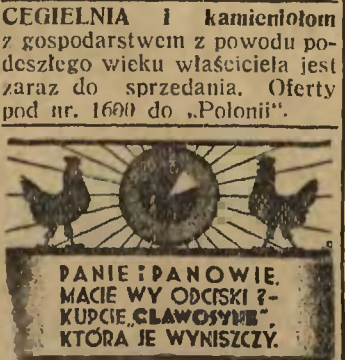 CEGIELNIA i kamieniołom
z gospodarstwem z powodu po-
deszłego wieku właściciela jest
zaraz do sprzedania. Oferty
pod nr. 1600 do „Polonii“.
PANIE I PANOWIE,
MACIE WY ODCISKI ?-
KUPCIE „CLAWOSYNE“,
KTÓRA JE WYNISZCZY.